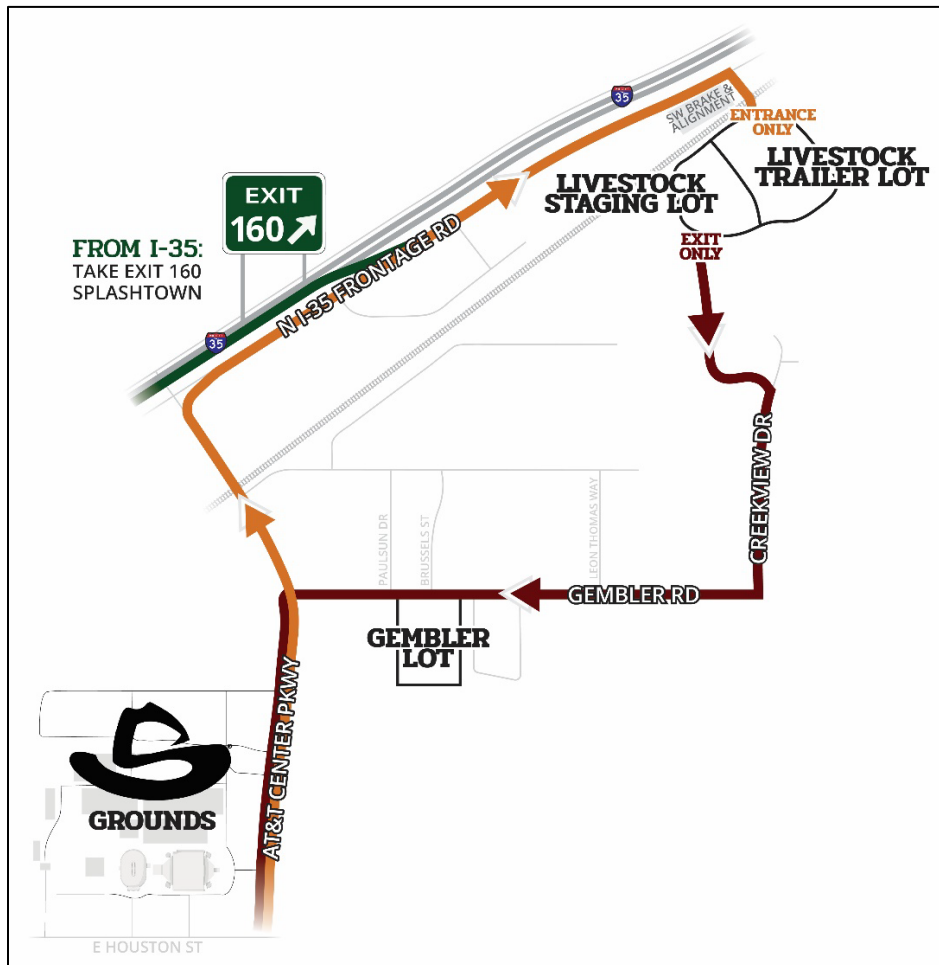 35
SW BRAKE &
ALIGNMENT
ENTRANCE
ONLY
LIVESTOCK
TRAILER LOT
LIVESTOCK
STAGING LOT
EXIT
160
FROM I-35:
TAKE EXIT 160
SPLASHTOWN
N I-35 FRONTAGE RD
EXIT
ONLY
35
CREEKVIEW DR
PAULSUN DR
BRUSSELS ST
LEON THOMAS WAY
GEMBLER RD
GEMBLER
LOT
AT&T CENTER PKWY
GROUNDS
E HOUSTON ST